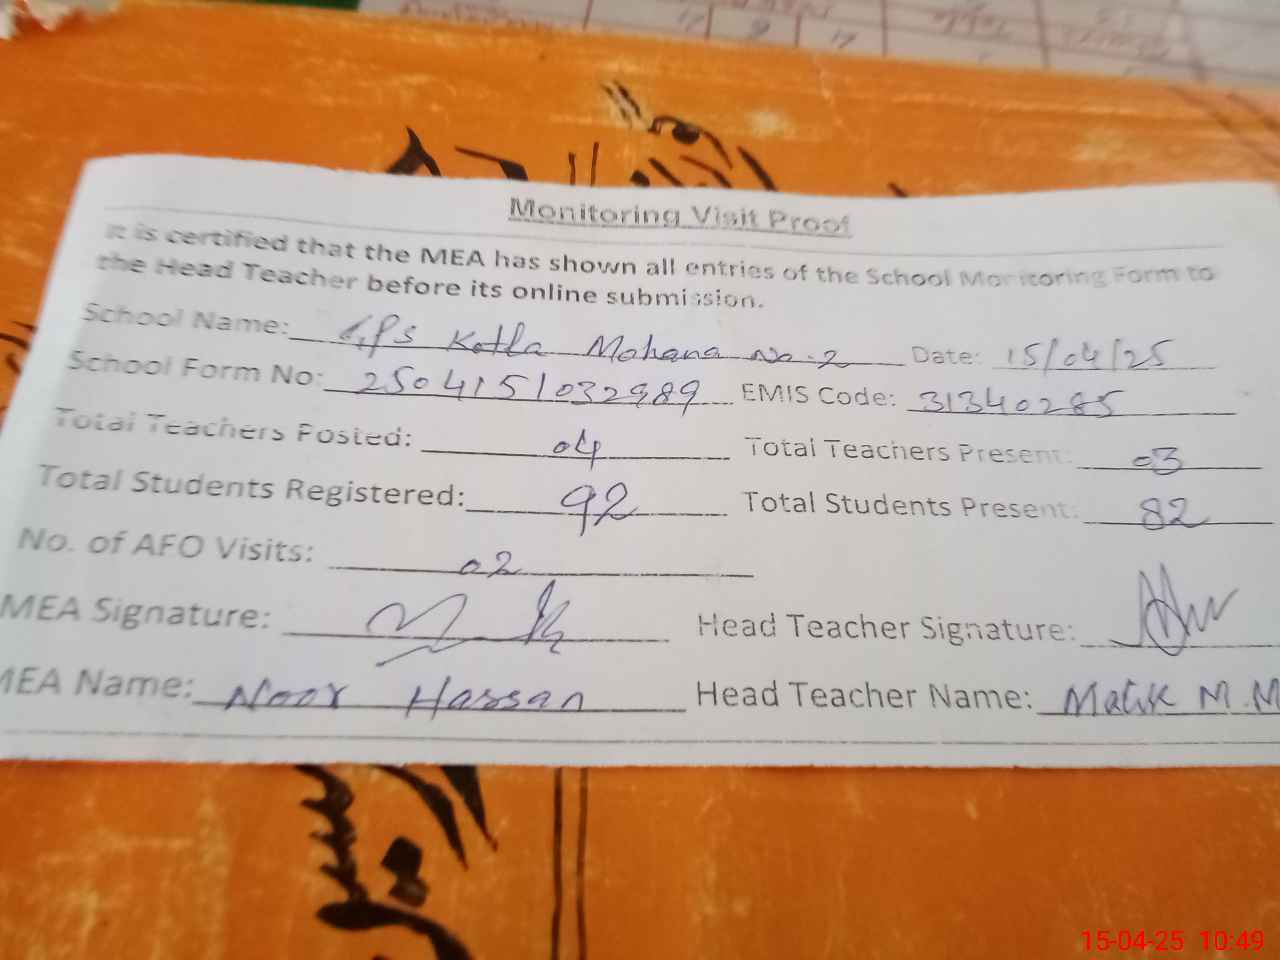 Monitoring Visit Proof
It is certified that the MEA has shown all entries of the School Monitoring Form to
the Head Teacher before its online submission.
School Name: GPS Kotla Mohana No.2 Date: 15/04/25
School Form No: 2504151032989 EMIS Code: 31340285
Total Teachers Posted: 04 Total Teachers Present: 03
Total Students Registered: 92 Total Students Present: 82
No. of AFO Visits: 02
MEA Signature: Head Teacher Signature:
MEA Name: Noor Hassan Head Teacher Name: Malik M.M
15-04-25 10:49